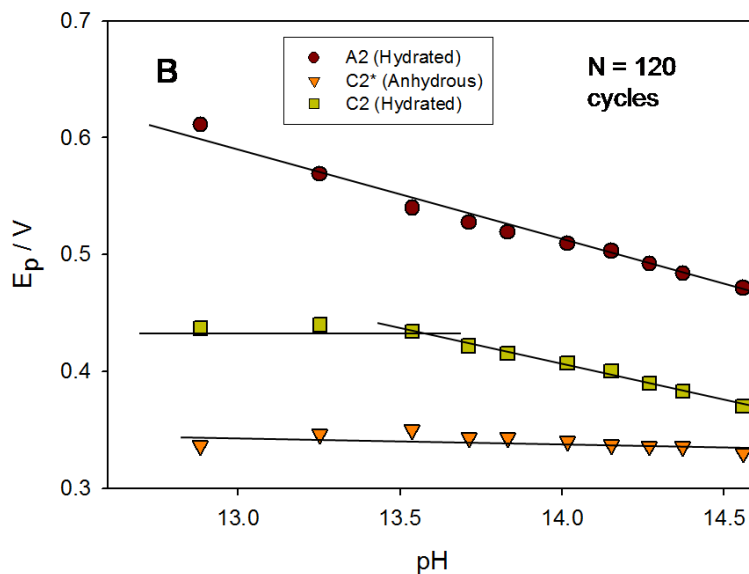 0.7
0.6
0.5
0.4
0.3
E_p / V
B
A2 (Hydrated)
C2* (Anhydrous)
C2 (Hydrated)
N = 120
cycles
13.0
13.5
14.0
14.5
pH